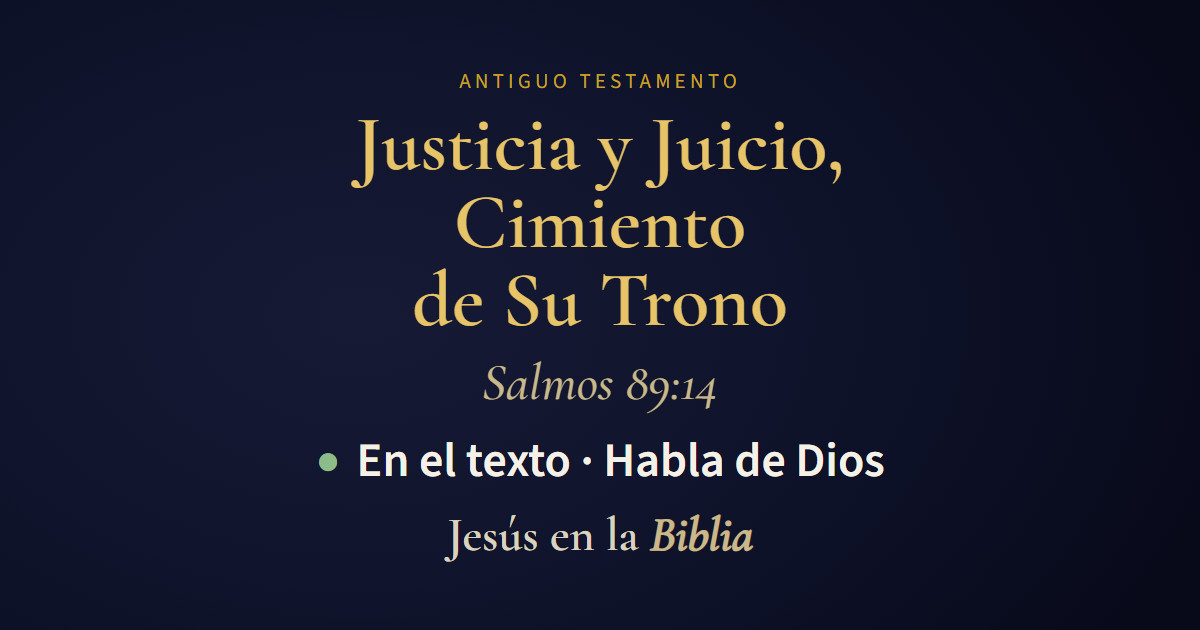 ANTIGUO TESTAMENTO
Justicia y Juicio,
Cimiento
de Su Trono
Salmos 89:14
En el texto · Habla de Dios
Jesús en la Biblia